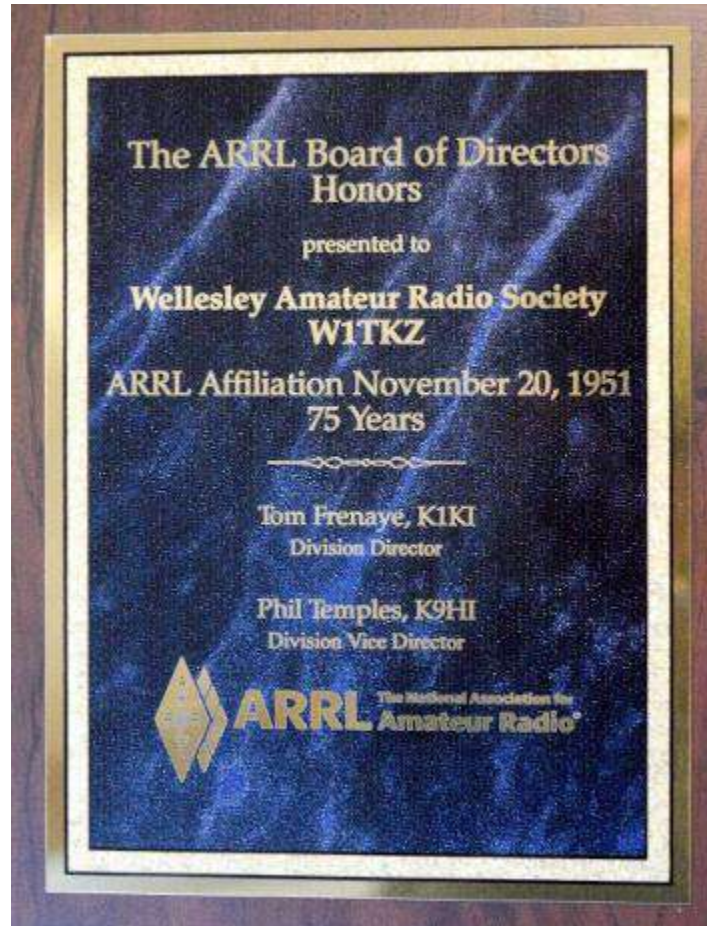 The ARRL Board of Directors
Honors
presented to
Wellesley Amateur Radio Society
W1TKZ
ARRL Affiliation November 20, 1951
75 Years
Tom Frenaye, K1KI
Division Director
Phil Temples, K9HI
Division Vice Director
ARRL The National Association for
Amateur Radio®